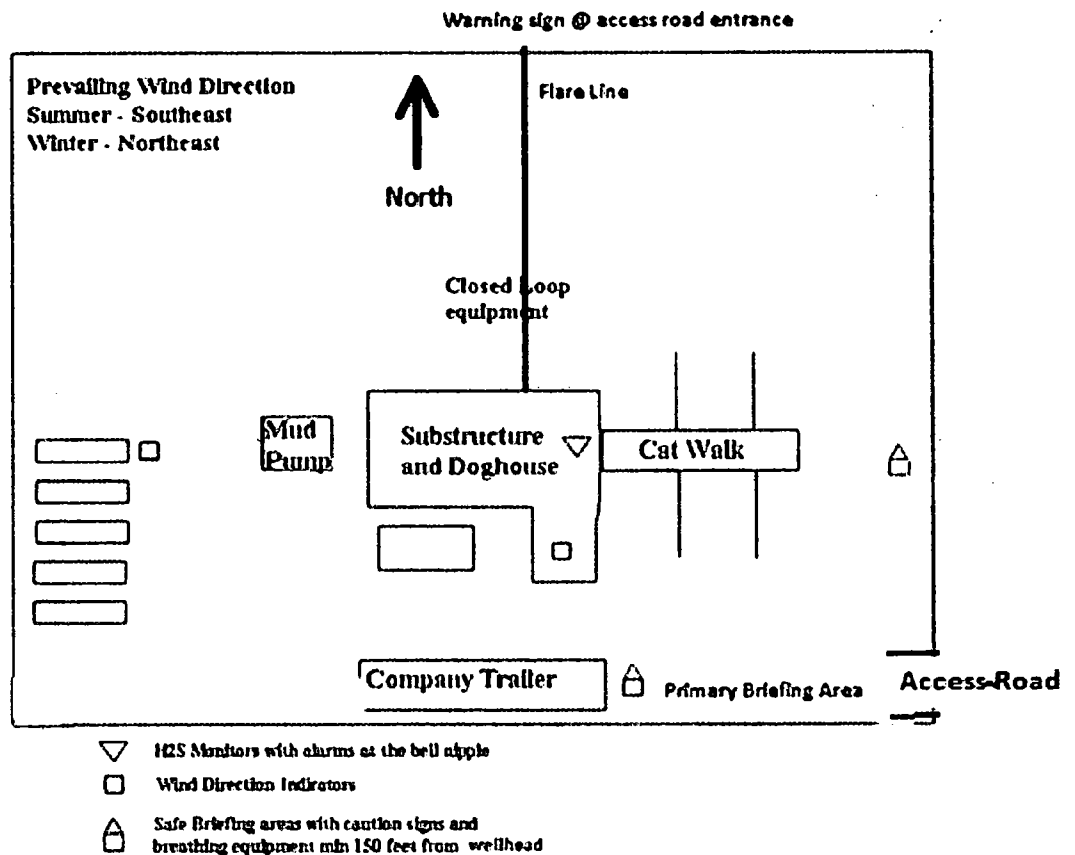 Warning sign @ access road entrance
Prevailing Wind Direction
Summer - Southeast
Winter - Northeast
Flare Line
North
Closed Loop
equipment
Mud
Pump
Substructure
and Doghouse
Cat Walk
Company Trailer
Primary Briefing Area
Access Road
H2S Monitors with alarms at the bell nipple
Wind Direction Indicators
Safe Briefing areas with caution signs and
breathing equipment min 150 feet from wellhead